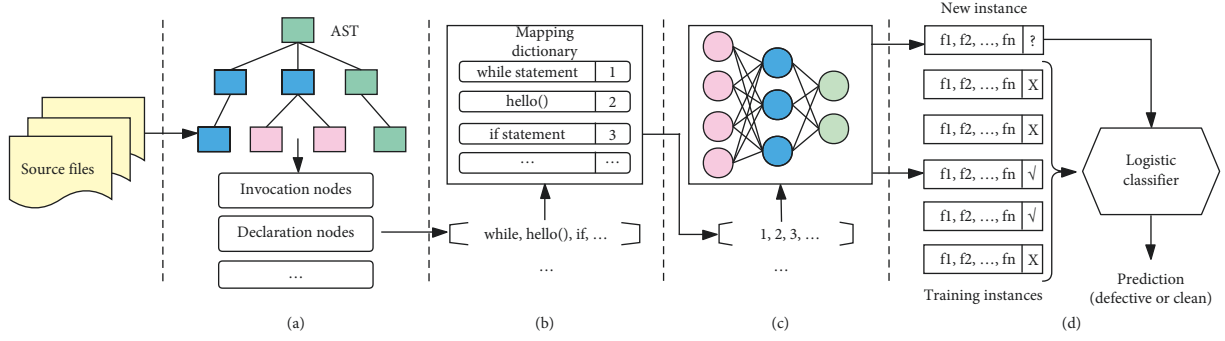 Source files
AST
Invocation nodes
Declaration nodes
...
(a)
Mapping
dictionary
while statement 1
hello() 2
if statement 3
... ...
while, hello(), if, ...
...
(b)
1, 2, 3, ...
...
(c)
New instance
f1, f2, ..., fn ?
f1, f2, ..., fn X
f1, f2, ..., fn X
f1, f2, ..., fn √
f1, f2, ..., fn √
f1, f2, ..., fn X
Training instances
Logistic
classifier
Prediction
(defective or clean)
(d)